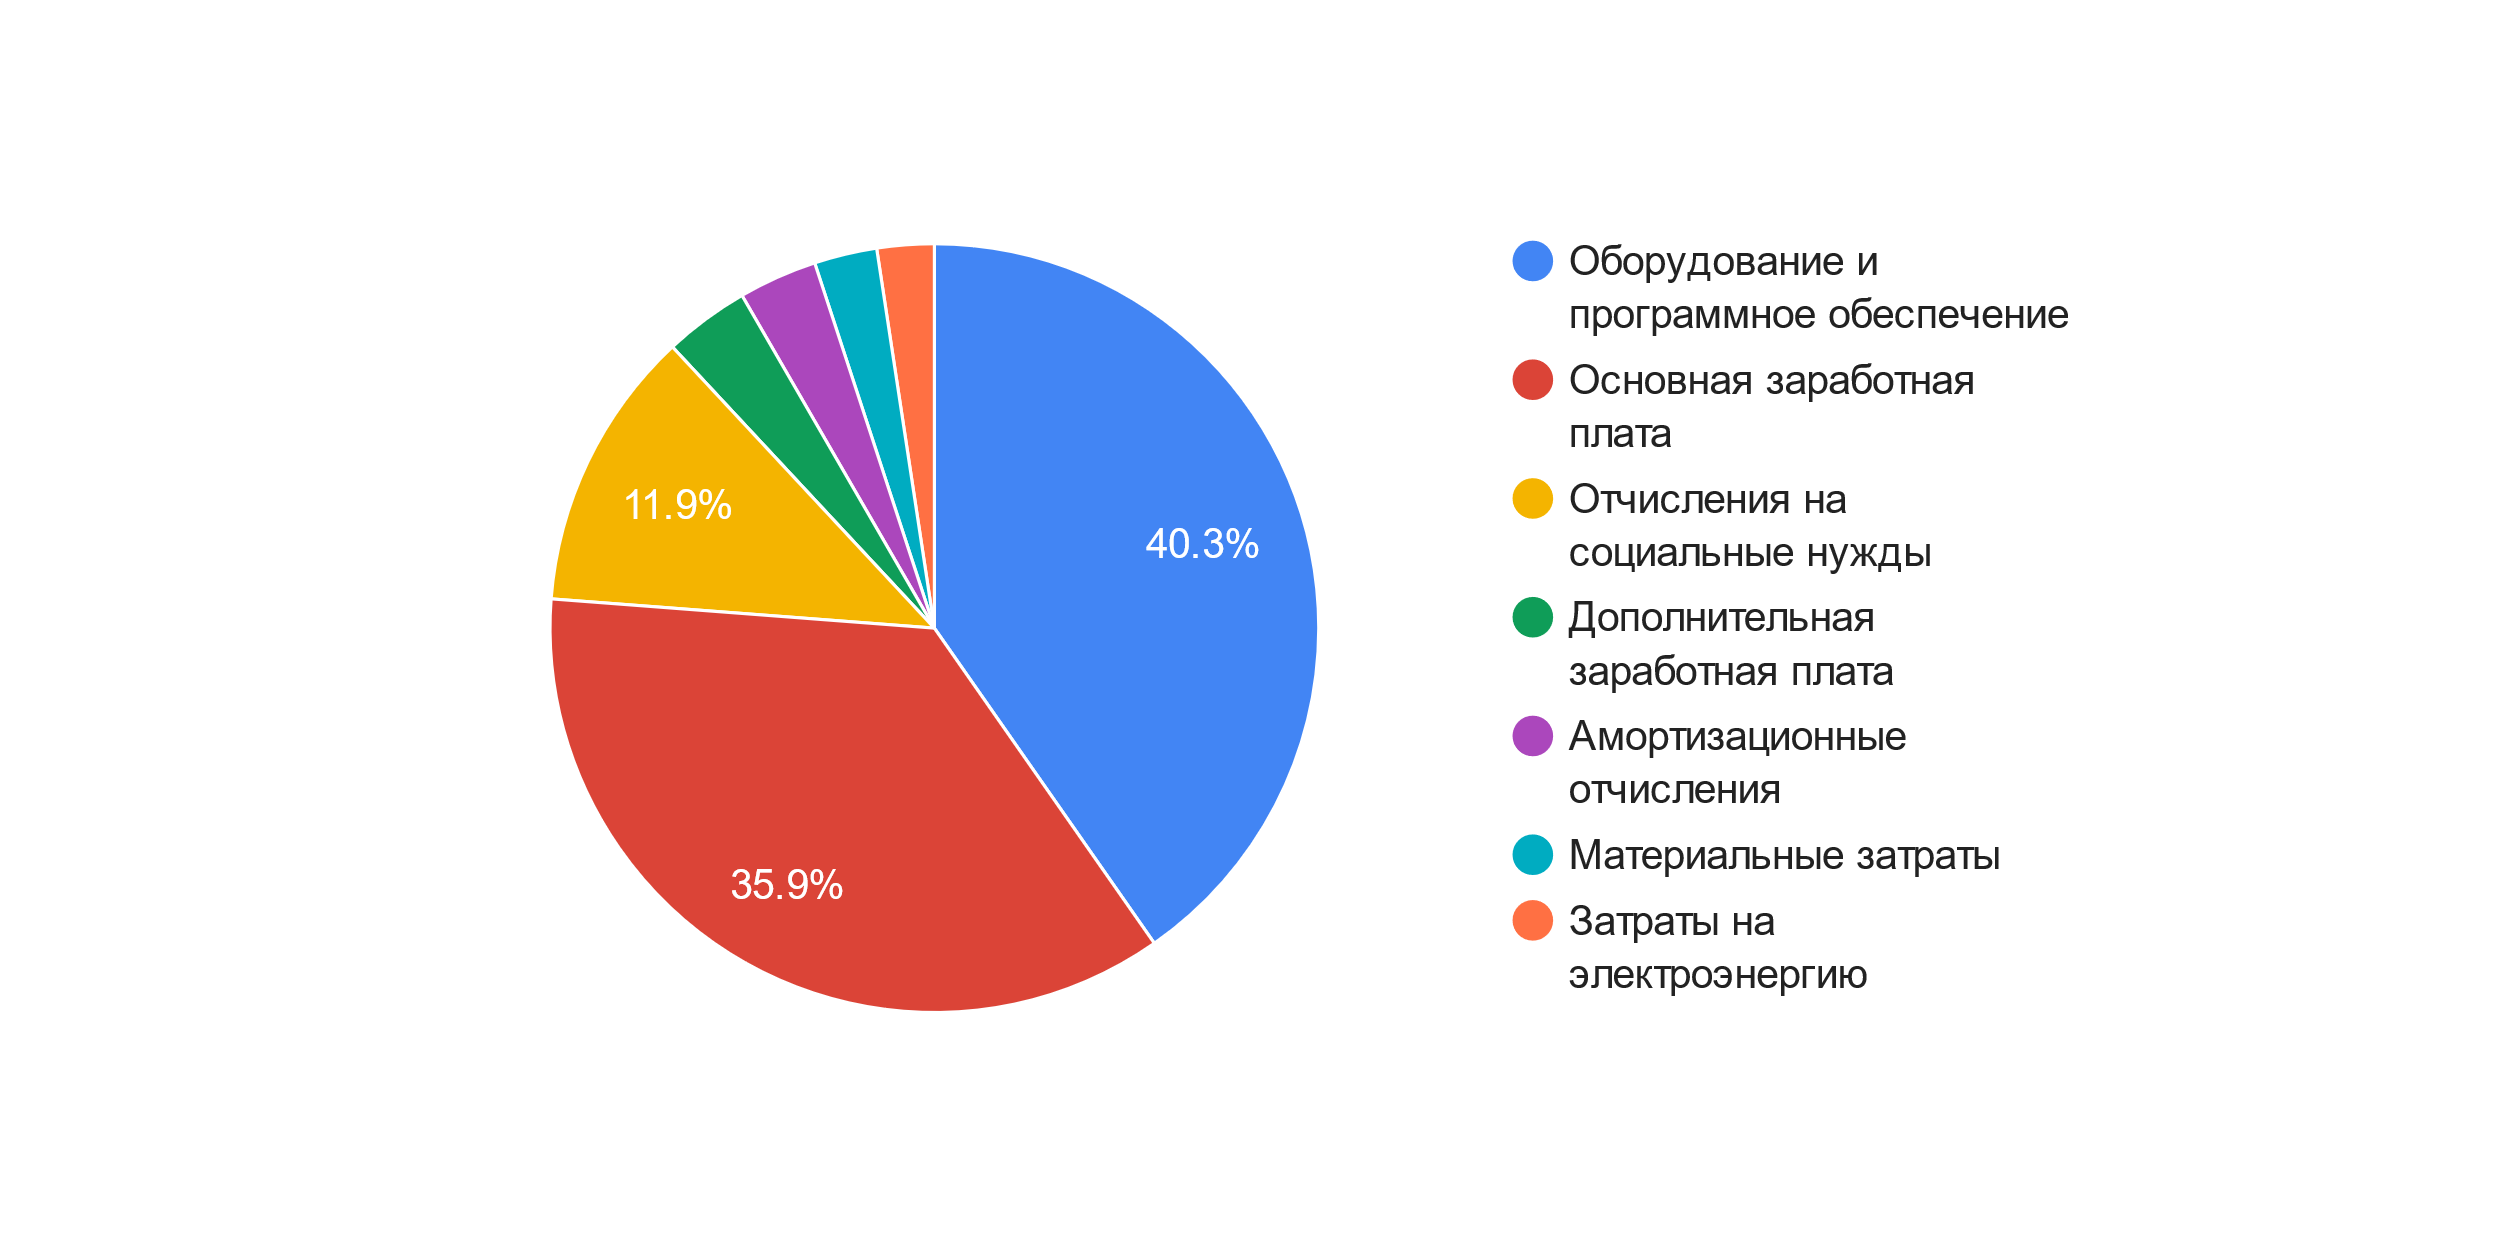 40.3%
35.9%
11.9%
Оборудование и
программное обеспечение
Основная заработная
плата
Отчисления на
социальные нужды
Дополнительная
заработная плата
Амортизационные
отчисления
Материальные затраты
Затраты на
электроэнергию